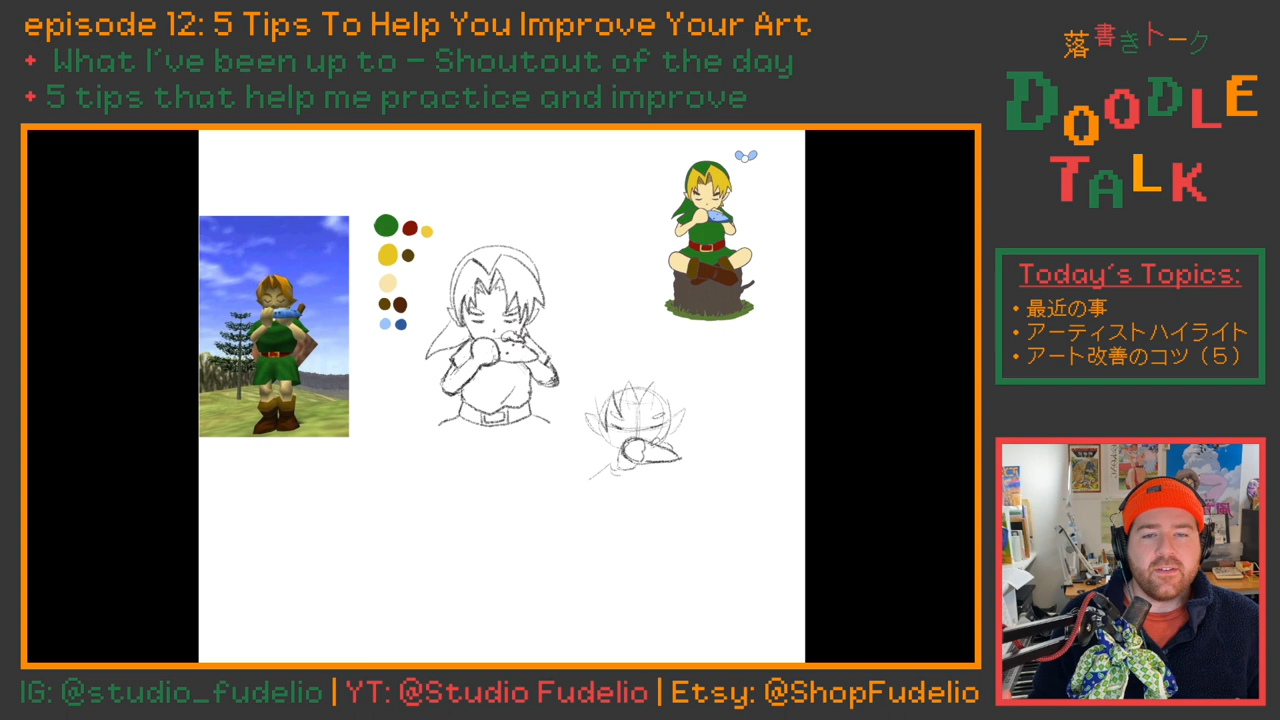 episode 12: 5 Tips To Help You Improve Your Art
+ What I've been up to - Shoutout of the day
+ 5 tips that help me practice and improve
落書きトーク
DOODLE
TALK
Today's Topics:
• 最近の事
• アーティストハイライト
• アート改善のコツ（5）
IG: @studio_fudelio | YT: @Studio Fudelio | Etsy: @ShopFudelio